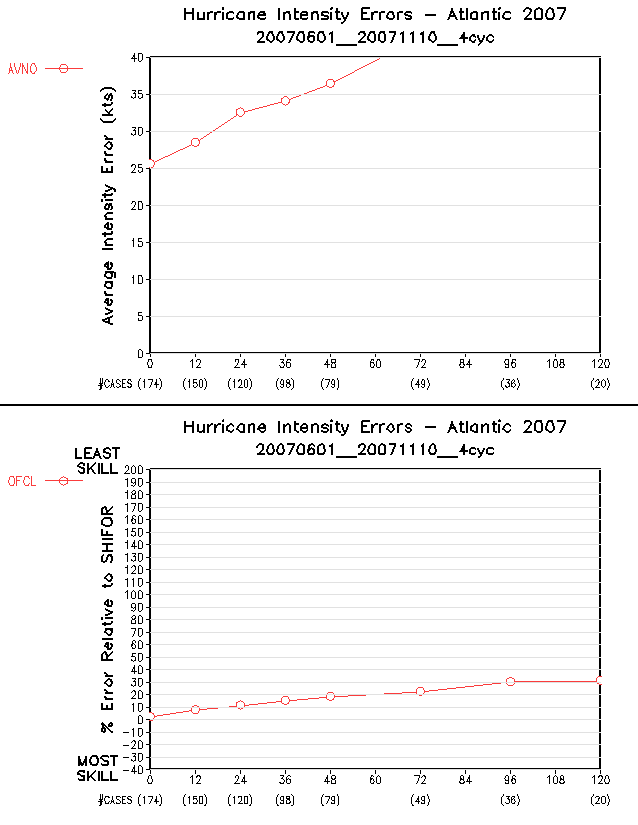 Hurricane Intensity Errors – Atlantic 2007
20070601__20071110__4cyc
AVNO
Average Intensity Error (kts)
40
35
30
25
20
15
10
5
0
0 12 24 36 48 60 72 84 96 108 120
#CASES (174) (150) (120) (98) (79) (49) (36) (20)
Hurricane Intensity Errors – Atlantic 2007
20070601__20071110__4cyc
LEAST
SKILL
OFCL
% Error Relative to SHIFOR
200
190
180
170
160
150
140
130
120
110
100
90
80
70
60
50
40
30
20
10
0
−10
−20
−30
−40
MOST
SKILL
0 12 24 36 48 60 72 84 96 108 120
#CASES (174) (150) (120) (98) (79) (49) (36) (20)